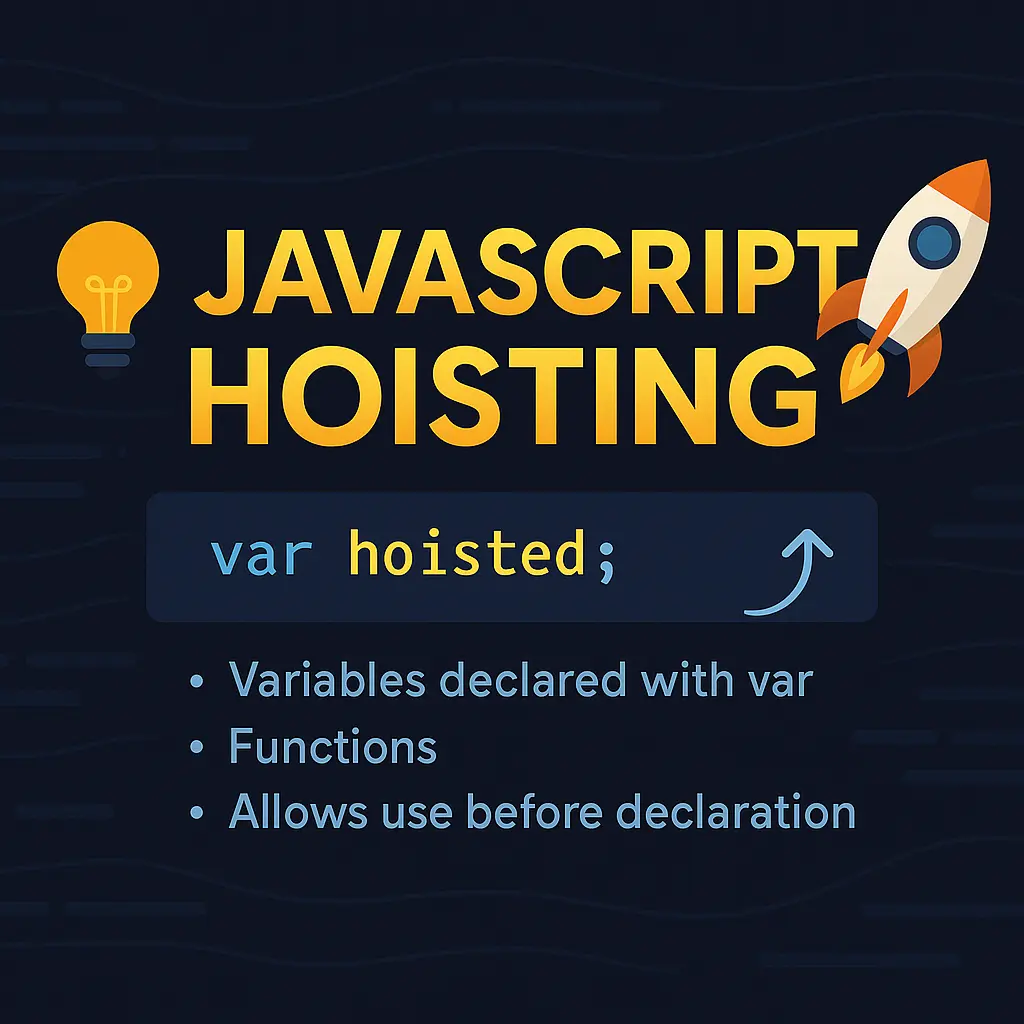 JAVASCRIPT
HOISTING
var hoisted;
• Variables declared with var
• Functions
• Allows use before declaration